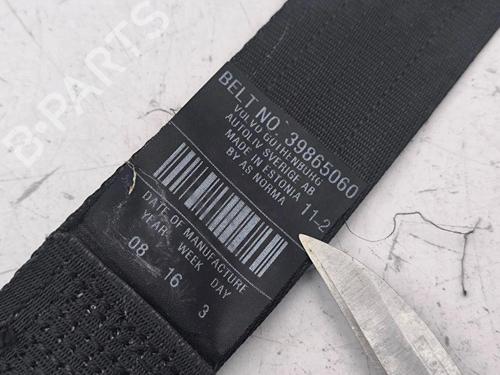 BELT NO. 39865060
VOLVO GOTHENBURG
AUTOLIV SVERIGE AB
MADE IN ESTONIA
BY AS NORMA 11-2
DATE OF MANUFACTURE
YEAR WEEK DAY
08 16 3
B-PARTS